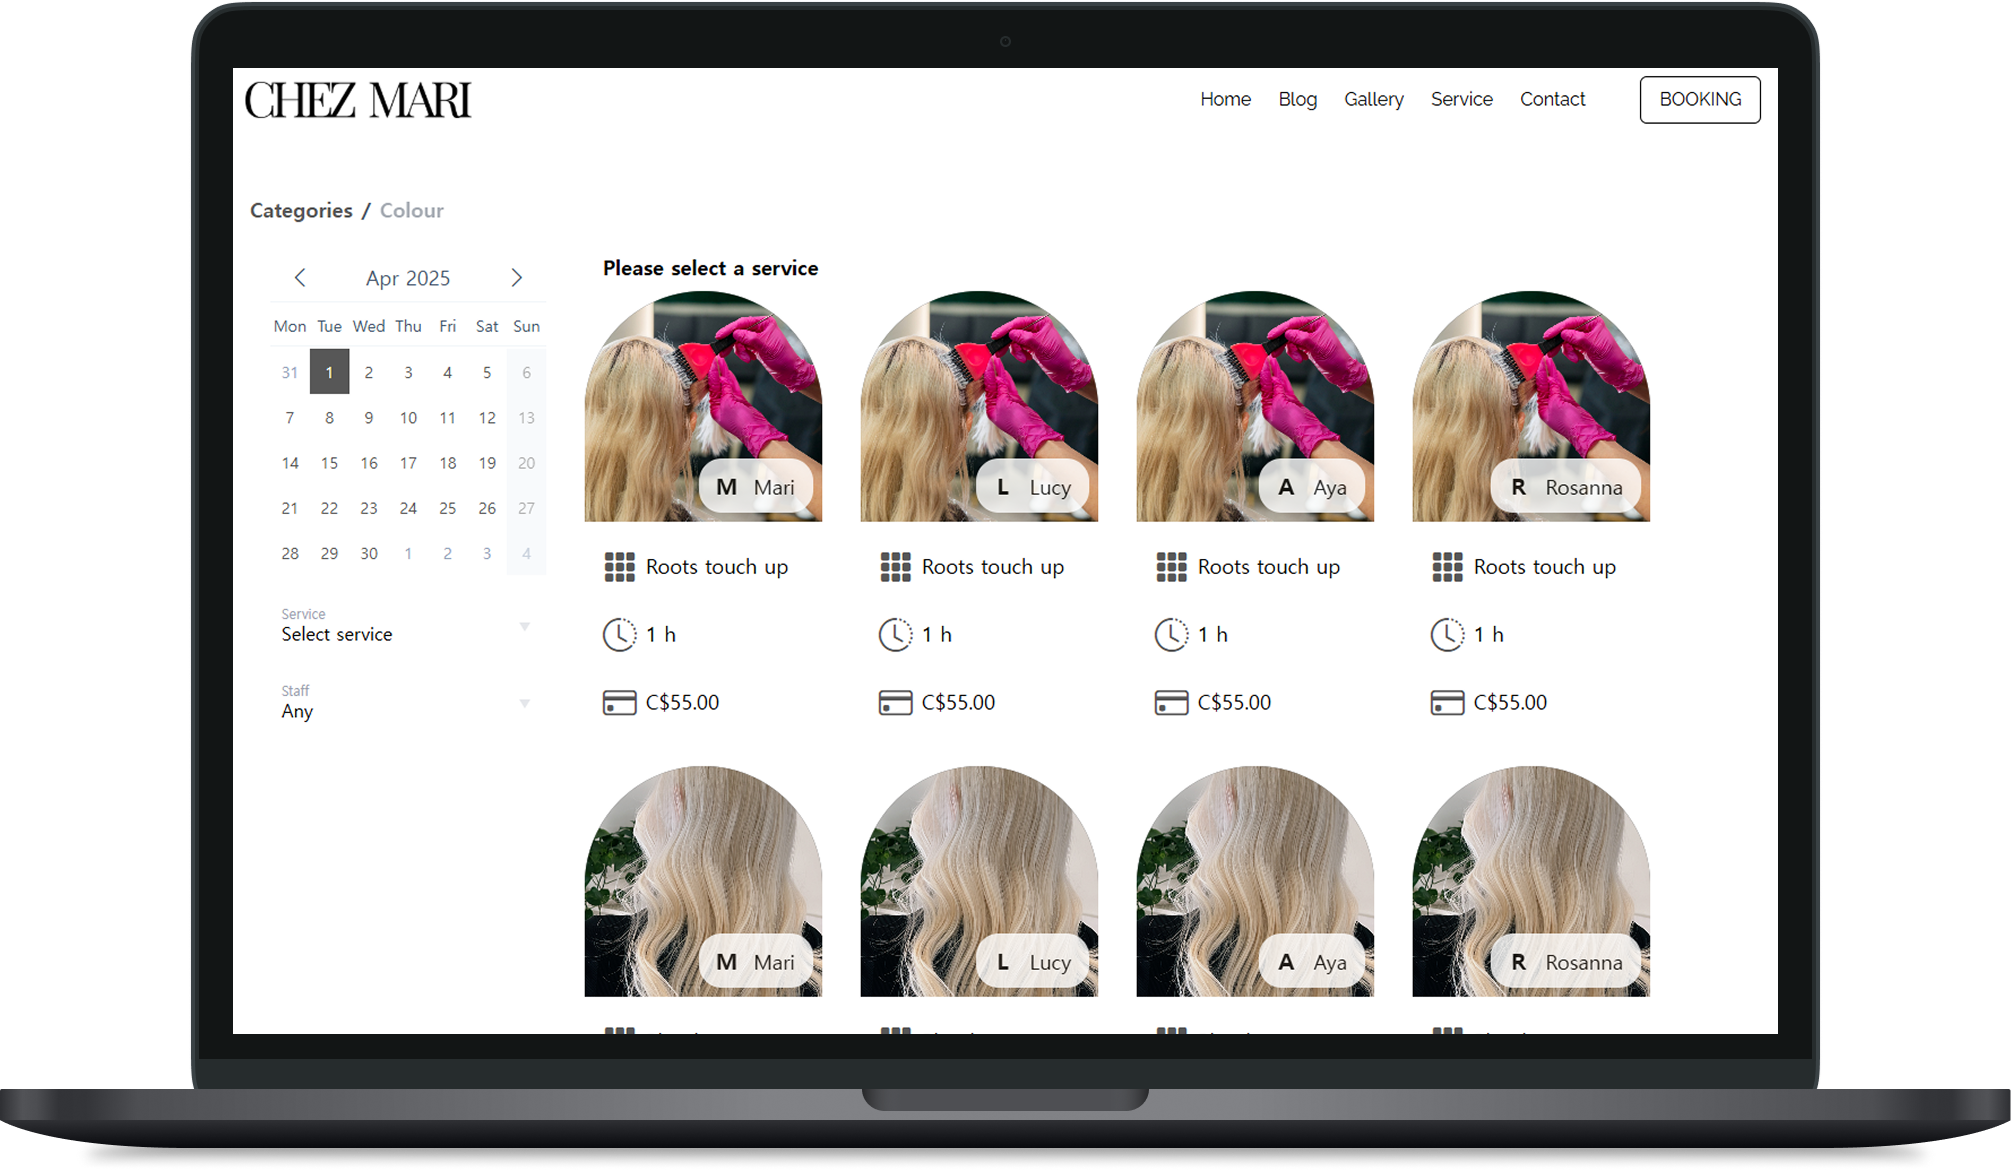 CHEZ MARI
Home Blog Gallery Service Contact BOOKING
Categories / Colour
Apr 2025
Mon Tue Wed Thu Fri Sat Sun
31 1 2 3 4 5 6
7 8 9 10 11 12 13
14 15 16 17 18 19 20
21 22 23 24 25 26 27
28 29 30 1 2 3 4
Service
Select service
Staff
Any
Please select a service
M Mari L Lucy A Aya R Rosanna
Roots touch up Roots touch up Roots touch up Roots touch up
1 h 1 h 1 h 1 h
C$55.00 C$55.00 C$55.00 C$55.00
M Mari L Lucy A Aya R Rosanna